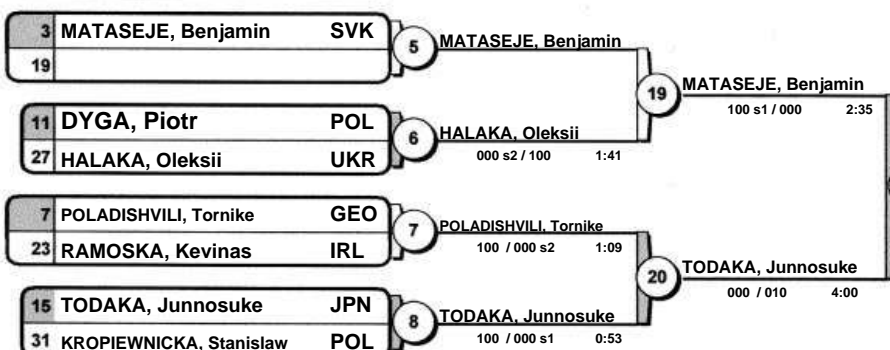 3 MATASEJE, Benjamin SVK
19
5 MATASEJE, Benjamin
19 MATASEJE, Benjamin
100 s1 / 000 2:35
11 DYGA, Piotr POL
27 HALAKA, Oleksii UKR
6 HALAKA, Oleksii
000 s2 / 100 1:41
7 POLADISHVILI, Tornike GEO
23 RAMOSKA, Kevinas IRL
7 POLADISHVILI, Tornike
100 / 000 s2 1:09
20 TODAKA, Junnosuke
000 / 010 4:00
15 TODAKA, Junnosuke JPN
31 KROPIEWNICKA, Stanislaw POL
8 TODAKA, Junnosuke
100 / 000 s1 0:53